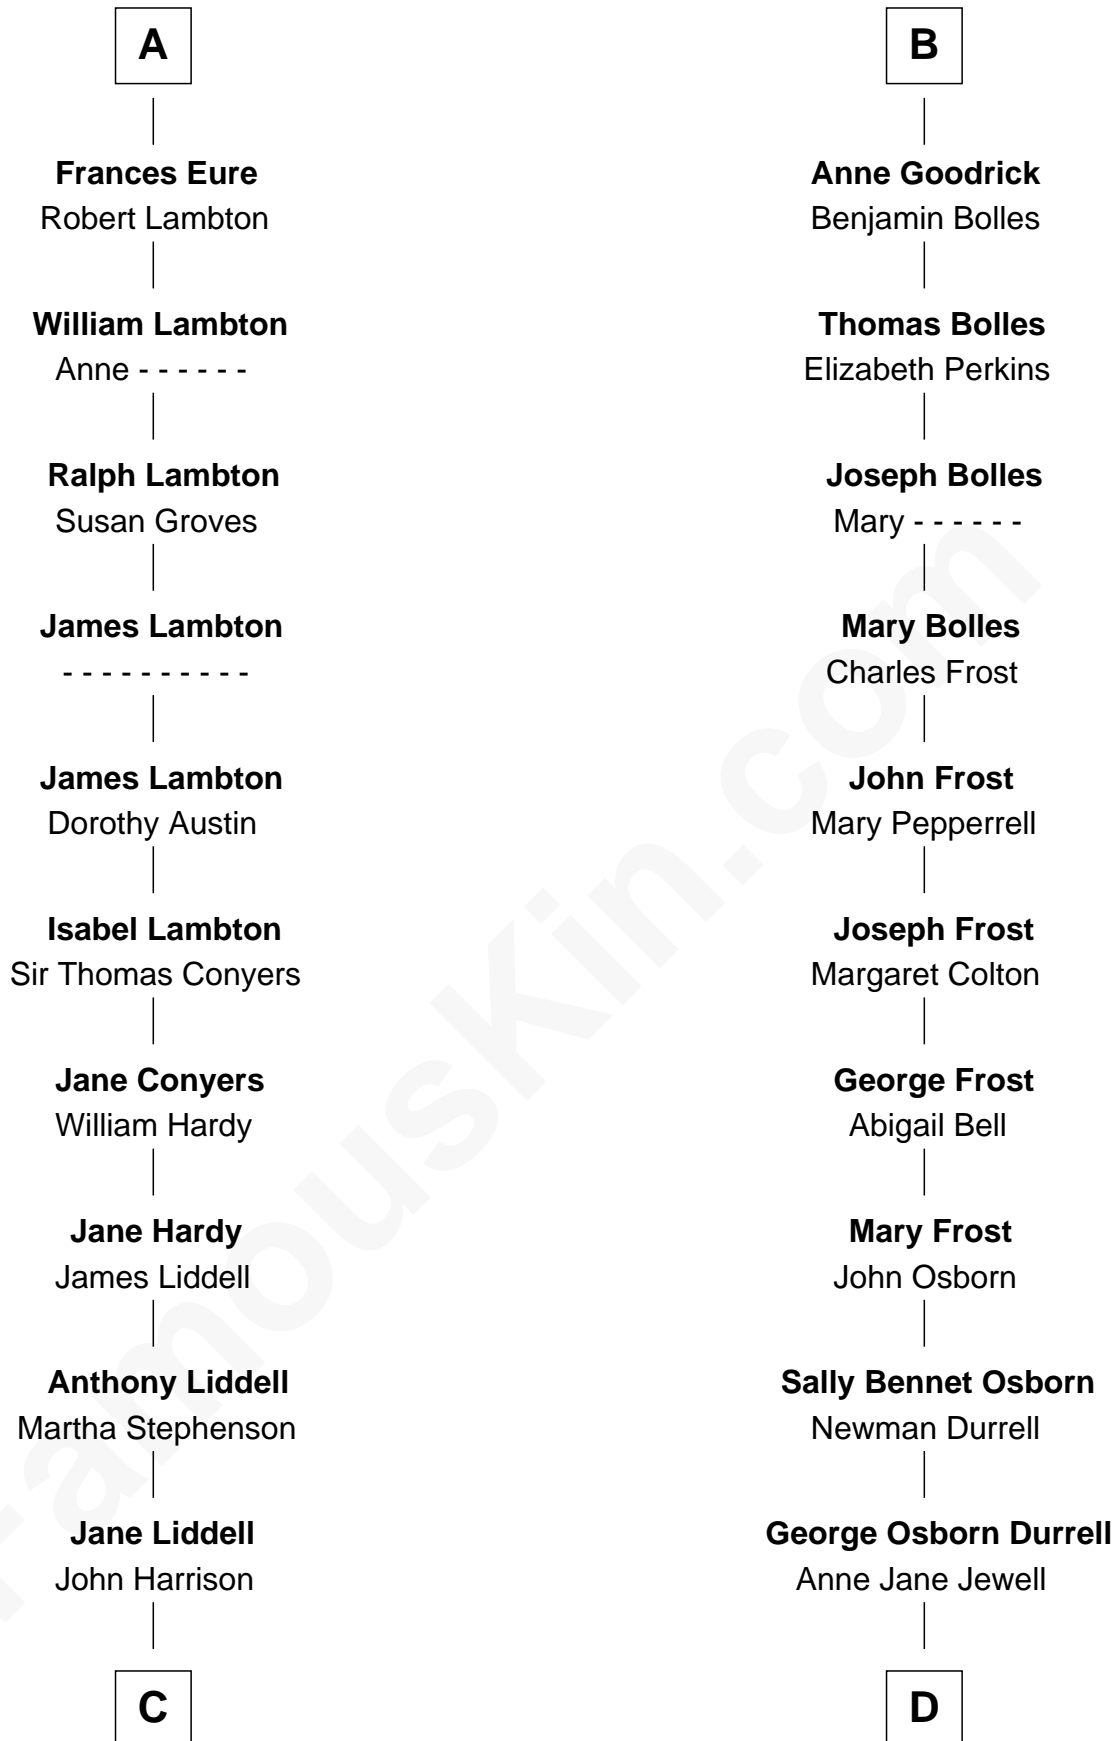 A
Frances Eure
Robert Lambton
William Lambton
Anne - - - - - -
Ralph Lambton
Susan Groves
James Lambton
- - - - - - - - - -
James Lambton
Dorothy Austin
Isabel Lambton
Sir Thomas Conyers
Jane Conyers
William Hardy
Jane Hardy
James Liddell
Anthony Liddell
Martha Stephenson
Jane Liddell
John Harrison
C
B
Anne Goodrick
Benjamin Bolles
Thomas Bolles
Elizabeth Perkins
Joseph Bolles
Mary - - - - - -
Mary Bolles
Charles Frost
John Frost
Mary Pepperrell
Joseph Frost
Margaret Colton
George Frost
Abigail Bell
Mary Frost
John Osborn
Sally Bennet Osborn
Newman Durrell
George Osborn Durrell
Anne Jane Jewell
D
FamousKin.com